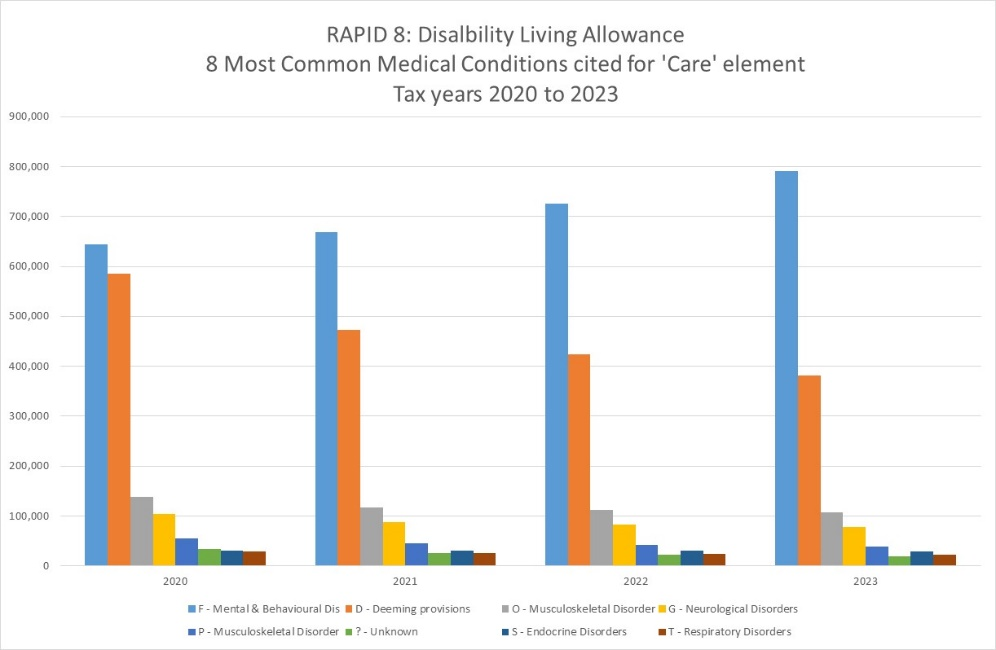 RAPID 8: Disalbility Living Allowance
8 Most Common Medical Conditions cited for 'Care' element
Tax years 2020 to 2023
900,000
800,000
700,000
600,000
500,000
400,000
300,000
200,000
100,000
0
2020 2021 2022 2023
F - Mental & Behavioural Dis D - Deeming provisions O - Musculoskeletal Disorder G - Neurological Disorders
P - Musculoskeletal Disorder ? - Unknown S - Endocrine Disorders T - Respiratory Disorders